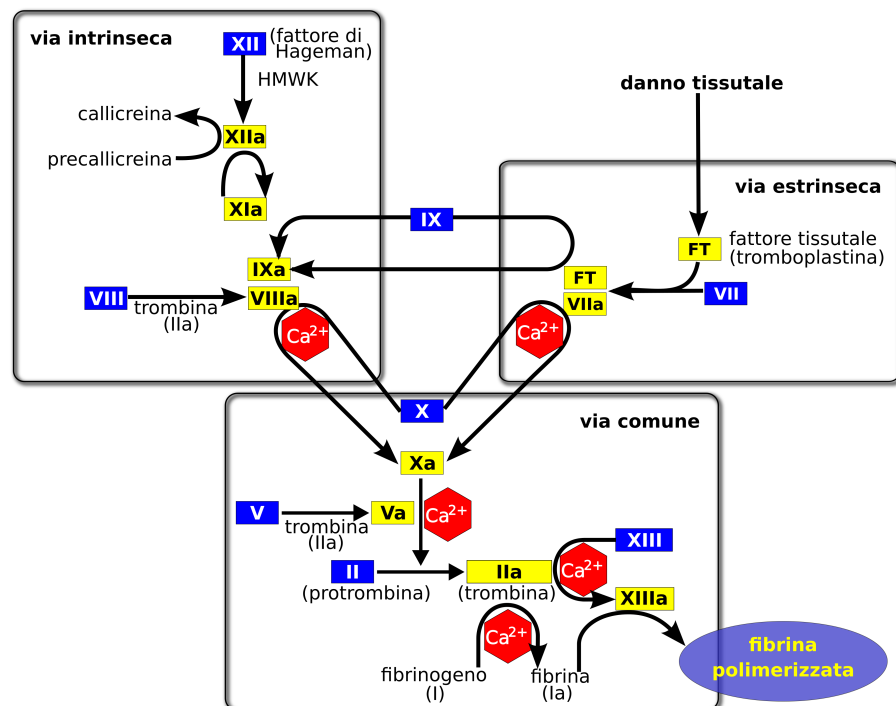 via intrinseca
XII
(fattore di
Hageman)
HMWK
callicreina
XIIa
precallicreina
XIa
IX
IXa
VIII
VIIIa
trombina
(IIa)
Ca2+
danno tissutale
via estrinseca
FT
fattore tissutale
(tromboplastina)
FT
VIIa
VII
Ca2+
X
via comune
Xa
V
Va
Ca2+
trombina
(IIa)
II
(protrombina)
IIa
(trombina)
XIII
Ca2+
XIIIa
Ca2+
fibrinogeno
(I)
fibrina
(Ia)
fibrina
polimerizzata